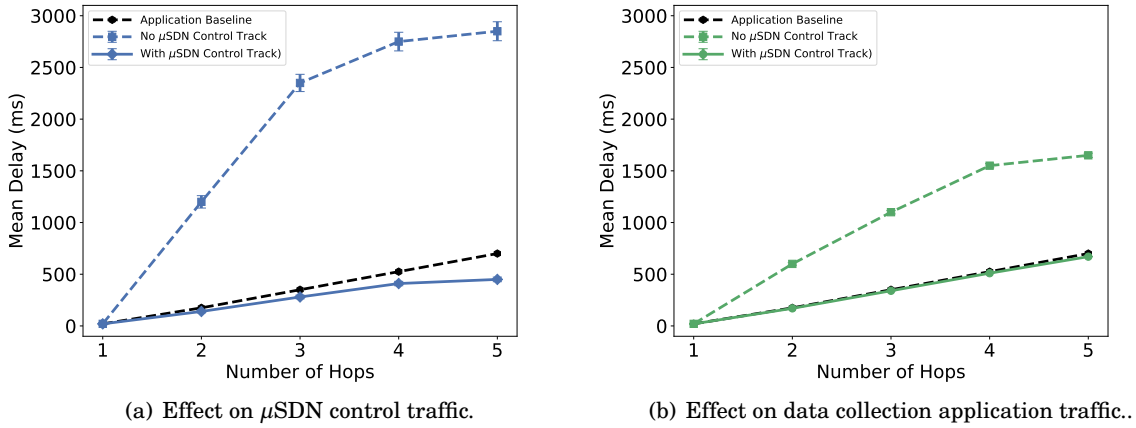 3000
2500
2000
1500
1000
500
0
Mean Delay (ms)
Application Baseline
No μSDN Control Track
With μSDN Control Track)
1 2 3 4 5
Number of Hops
(a) Effect on μSDN control traffic.
3000
2500
2000
1500
1000
500
0
Mean Delay (ms)
Application Baseline
No μSDN Control Track
With μSDN Control Track)
1 2 3 4 5
Number of Hops
(b) Effect on data collection application traffic..